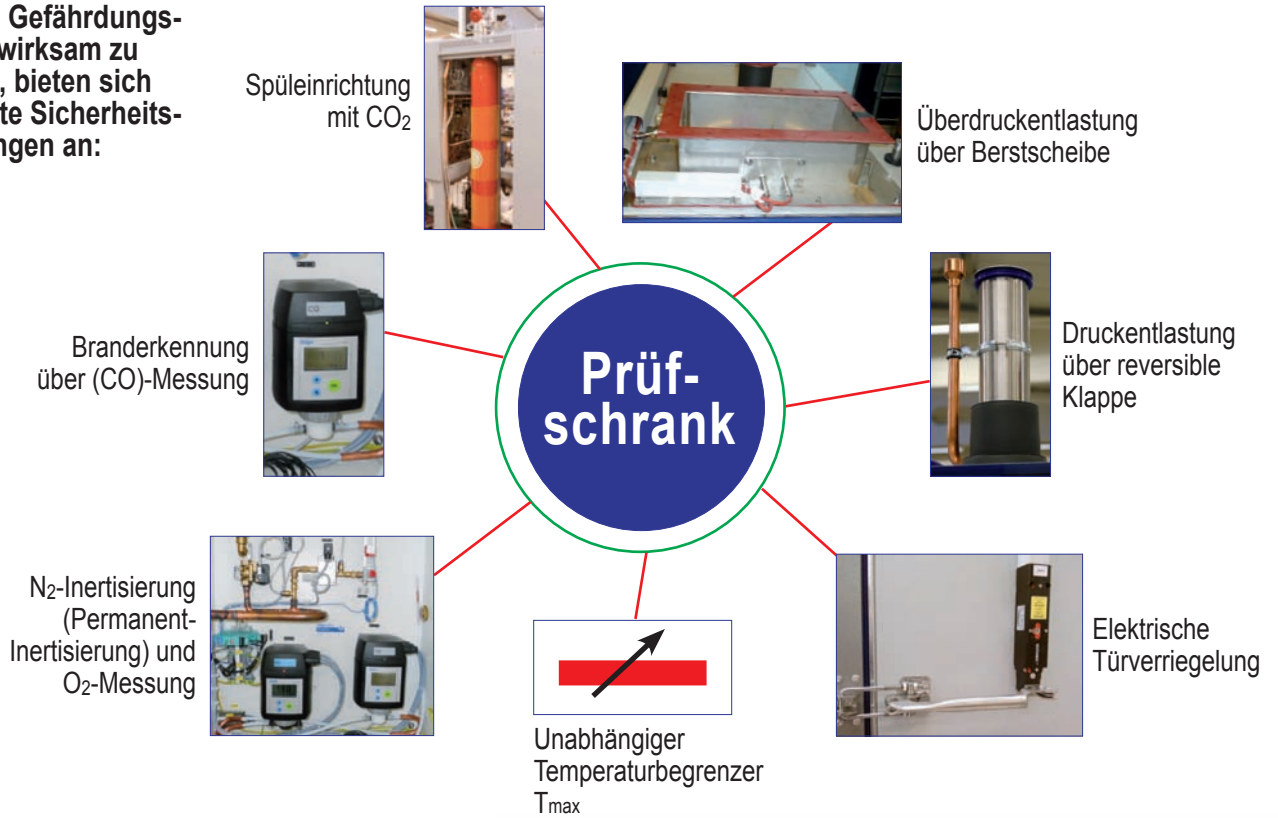 Gefährdungs-
wirksam zu
, bieten sich
te Sicherheits-
ngen an:
Spüleinrichtung
mit CO2
Überdruckentlastung
über Berstscheibe
Branderkennung
über (CO)-Messung
Prüf-
schrank
Druckentlastung
über reversible
Klappe
N2-Inertisierung
(Permanent-
Inertisierung) und
O2-Messung
Unabhängiger
Temperaturbegrenzer
Tmax
Elektrische
Türverriegelung
CO